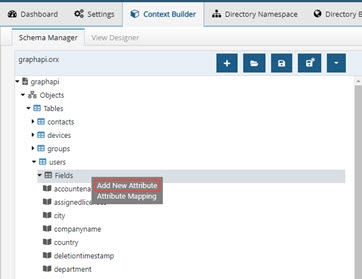 Dashboard Settings Context Builder Directory Namespace Directory B
Schema Manager View Designer
graphapi.orx
graphapi
Objects
Tables
contacts
devices
groups
users
Fields
accountena
Add New Attribute
assignedlicen
Attribute Mapping
city
companyname
country
deletiontimestamp
department